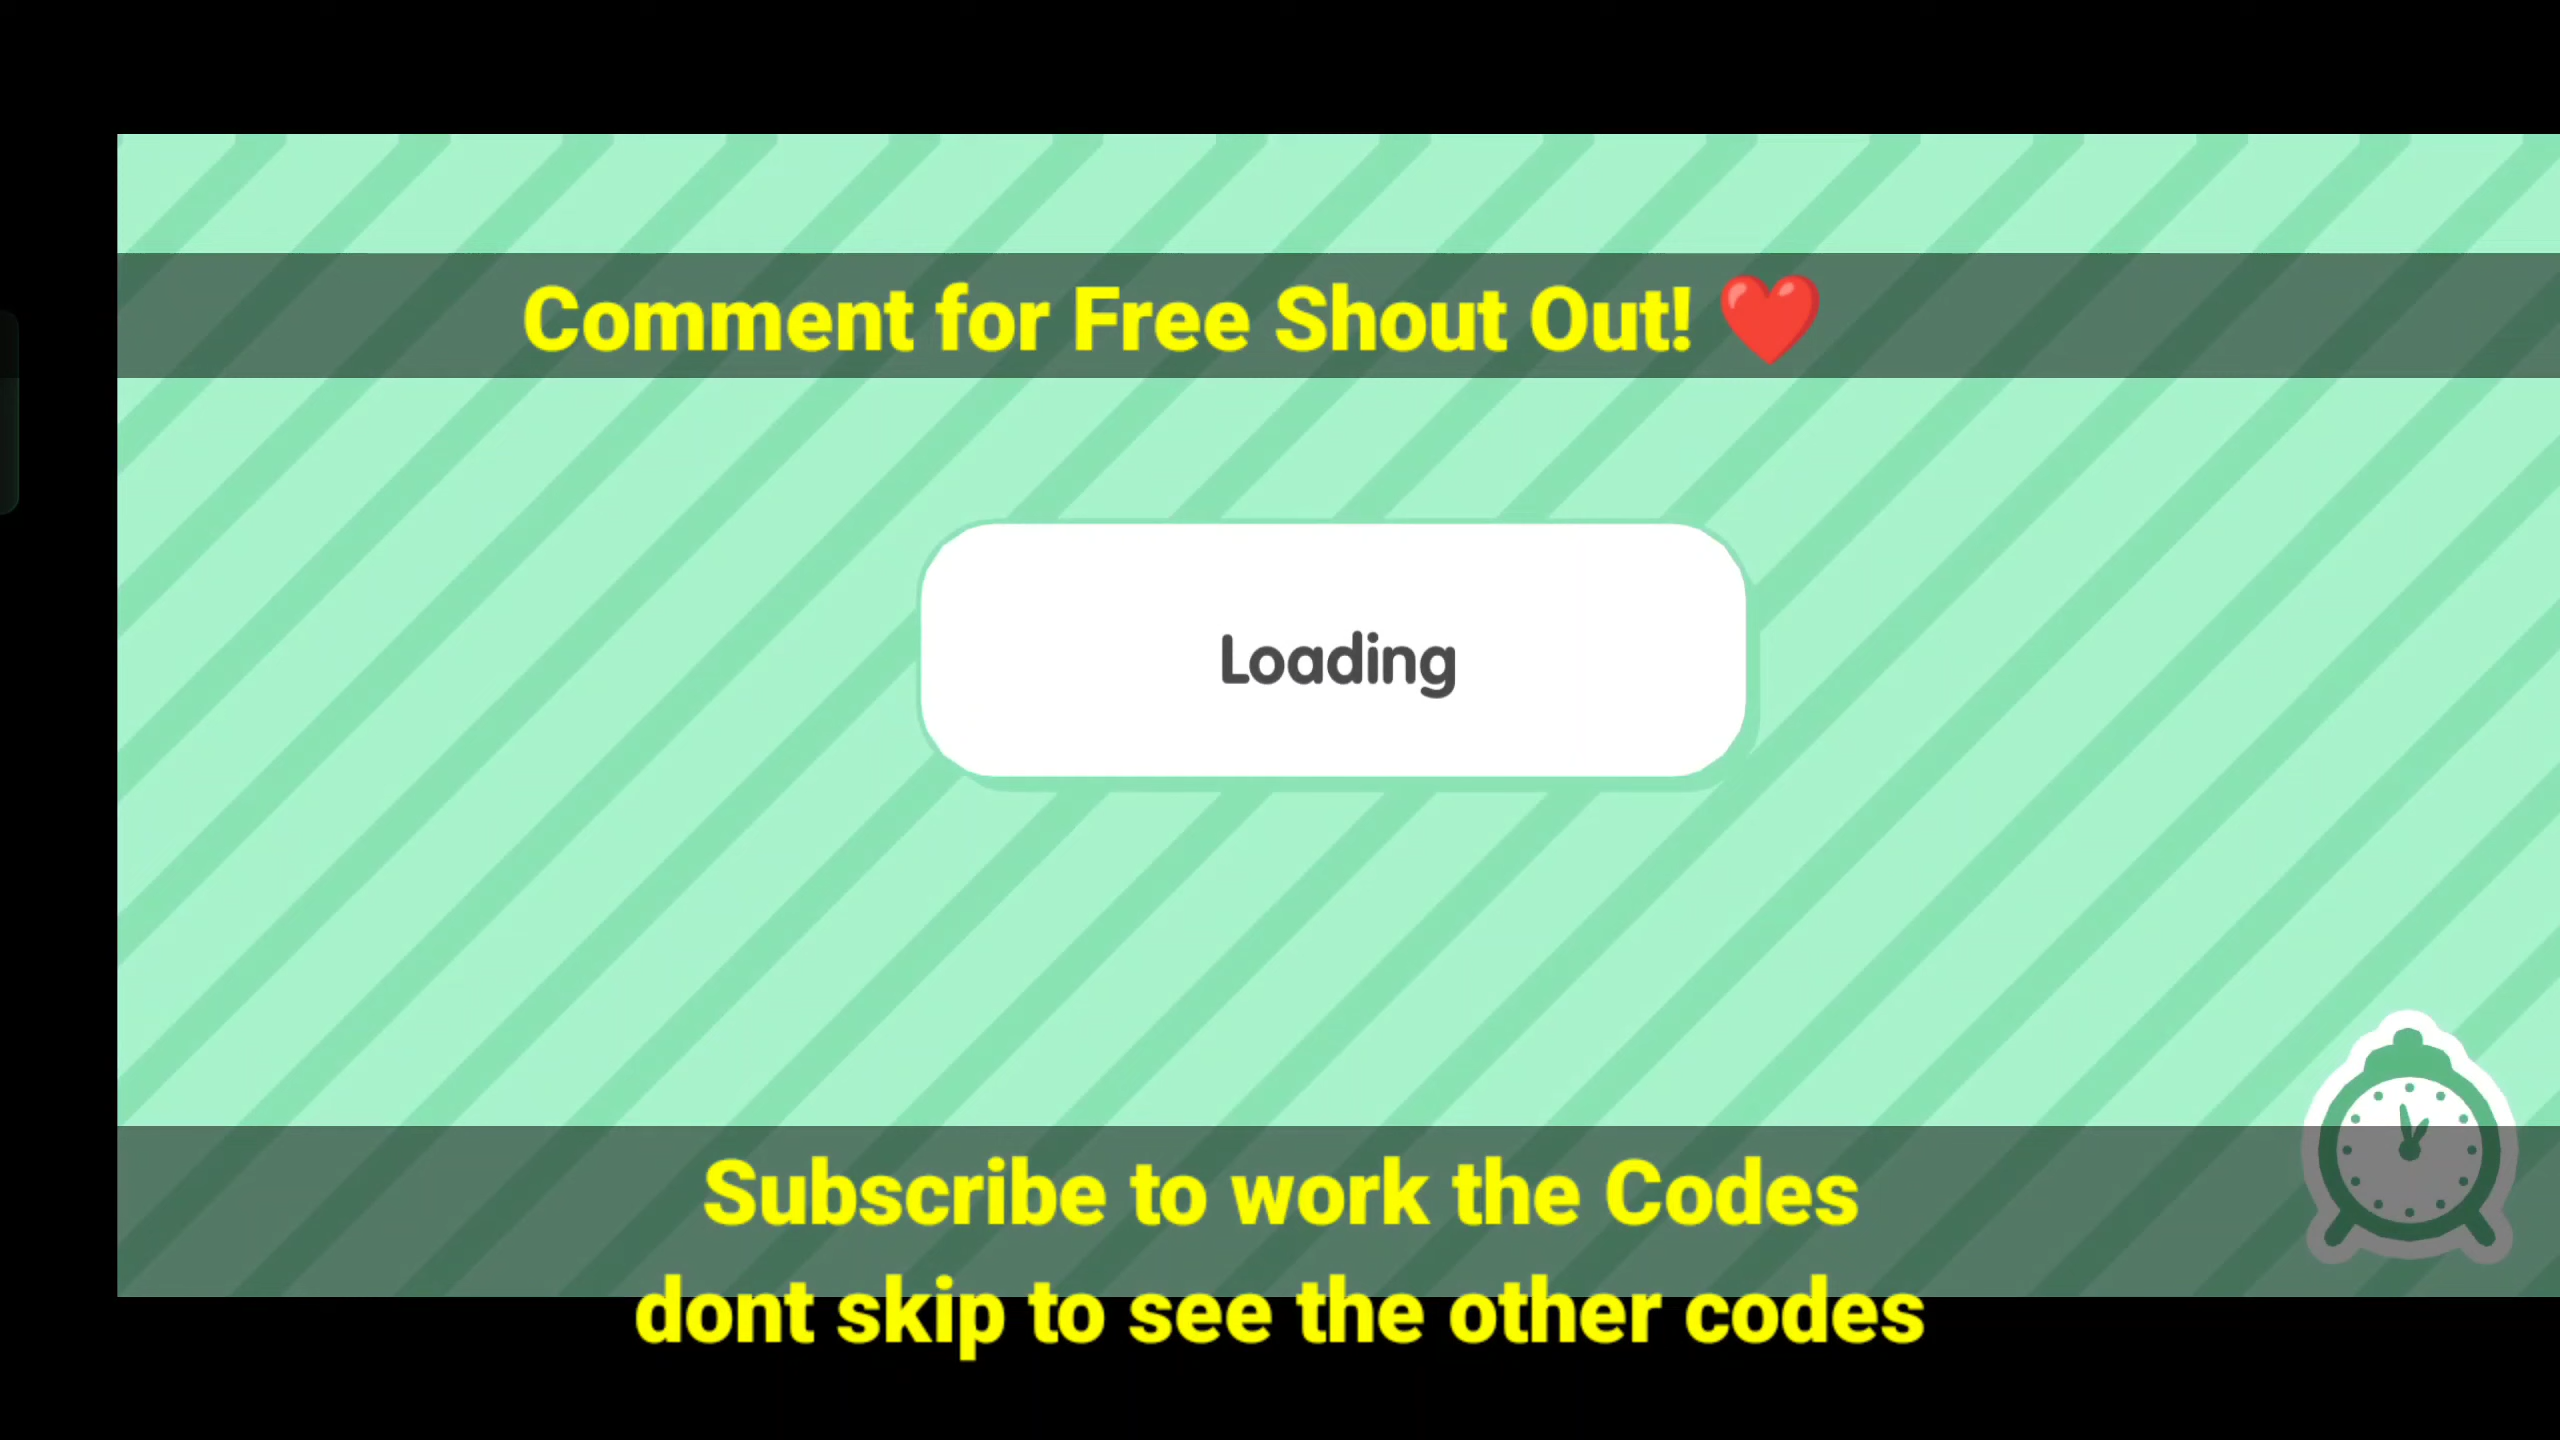 Comment for Free Shout Out! ❤️
Loading
Subscribe to work the Codes
dont skip to see the other codes